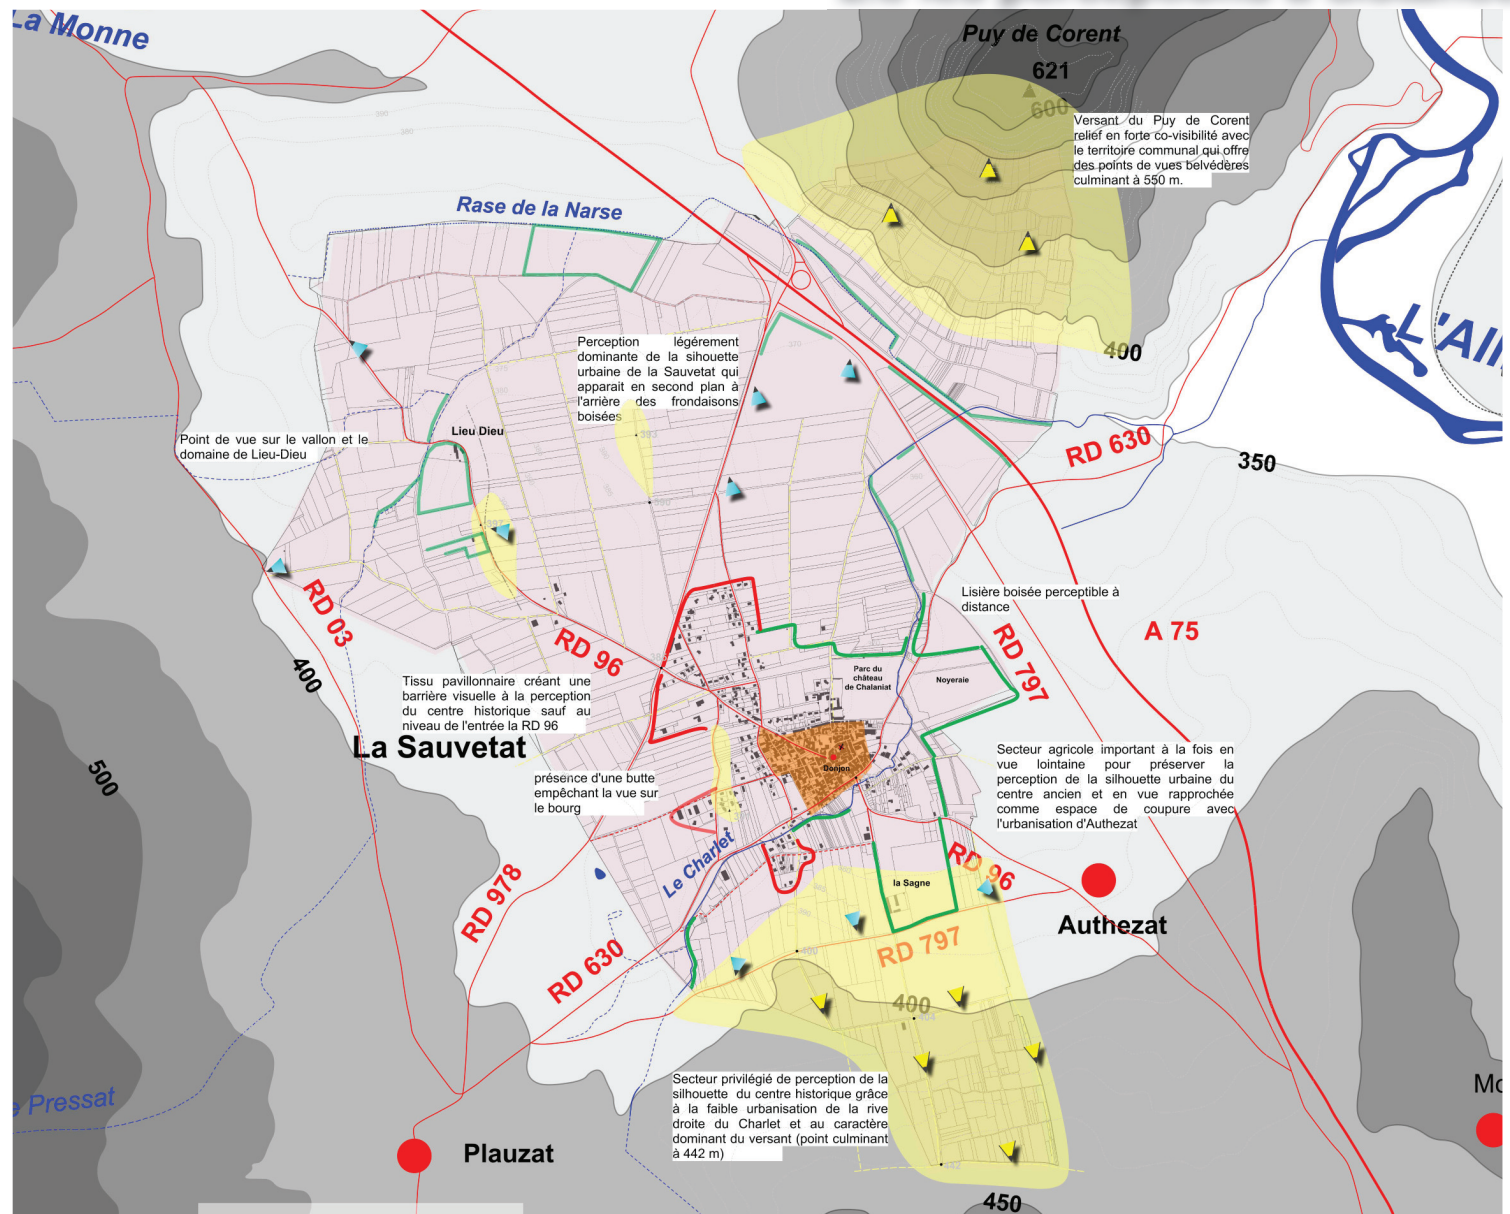 La Monne
Puy de Corent
621
600
Versant du Puy de Corent
relief en forte co-visibilité avec
le territoire communal qui offre
des points de vues belvédères
culminant à 550 m.
390
380
Rase de la Narse
L'All
400
Perception légérement
dominante de la sihouette
urbaine de la Sauvetat qui
apparait en second plan à
l'arrière des frondaisons
boisées
393
Lieu Dieu
Point de vue sur le vallon et le
domaine de Lieu-Dieu
RD 630
350
RD 03
RD 96
400
Lisière boisée perceptible à
distance
RD 797
A 75
Parc du
château
de Chalaniat
Noyeraie
Tissu pavillonnaire créant une
barrière visuelle à la perception
du centre historique sauf au
niveau de l'entrée la RD 96
La Sauvetat
500
Donjon
présence d'une butte
empêchant la vue sur
le bourg
Secteur agricole important à la fois en
vue lointaine pour préserver la
perception de la silhouette urbaine du
centre ancien et en vue rapprochée
comme espace de coupure avec
l'urbanisation d'Authezat
Le Charlet
RD 96
la Sagne
RD 978
Authezat
RD 797
RD 630
400
400
404
Secteur privilégié de perception de la
silhouette du centre historique grâce
à la faible urbanisation de la rive
droite du Charlet et au caractère
dominant du versant (point culminant
à 442 m)
442
e Pressat
Mo
Plauzat
450